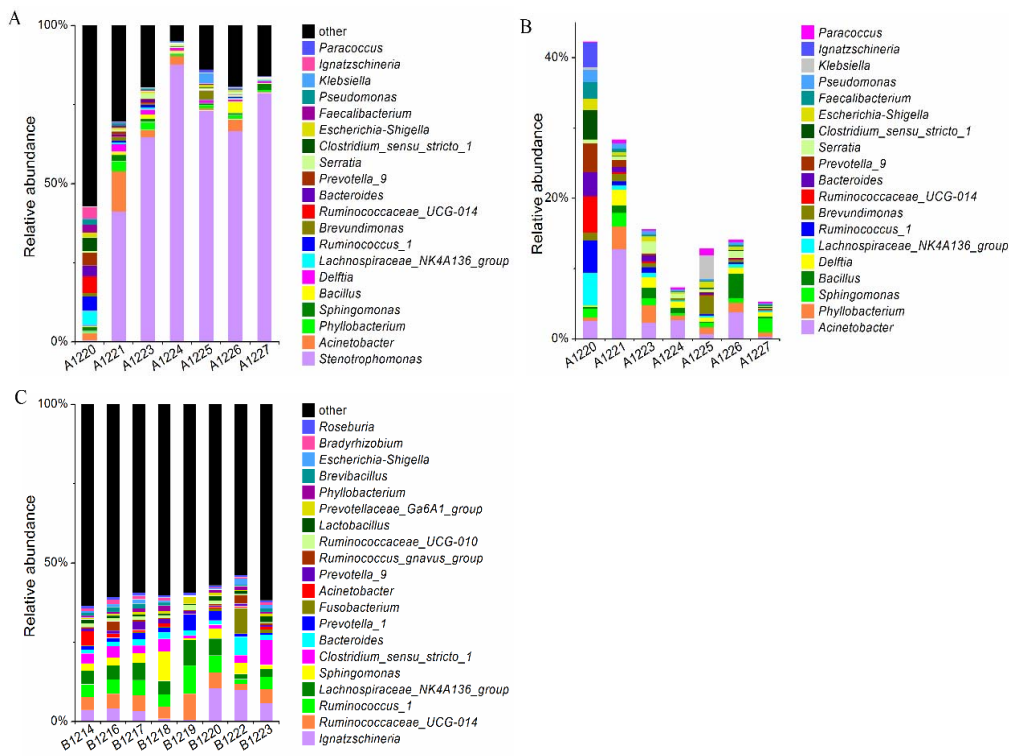 A
Relative abundance
100%
50%
0%
A1220
A1221
A1223
A1224
A1225
A1226
A1227
other
Paracoccus
Ignatzschineria
Klebsiella
Pseudomonas
Faecalibacterium
Escherichia-Shigella
Clostridium_sensu_stricto_1
Serratia
Prevotella_9
Bacteroides
Ruminococcaceae_UCG-014
Brevundimonas
Ruminococcus_1
Lachnospiraceae_NK4A136_group
Delftia
Bacillus
Sphingomonas
Phyllobacterium
Acinetobacter
Stenotrophomonas
B
Relative abundance
40%
20%
0%
A1220
A1221
A1223
A1224
A1225
A1226
A1227
Paracoccus
Ignatzschineria
Klebsiella
Pseudomonas
Faecalibacterium
Escherichia-Shigella
Clostridium_sensu_stricto_1
Serratia
Prevotella_9
Bacteroides
Ruminococcaceae_UCG-014
Brevundimonas
Ruminococcus_1
Lachnospiraceae_NK4A136_group
Delftia
Bacillus
Sphingomonas
Phyllobacterium
Acinetobacter
C
Relative abundance
100%
50%
0%
B1214
B1216
B1217
B1218
B1219
B1220
B1222
B1223
other
Roseburia
Bradyrhizobium
Escherichia-Shigella
Brevibacillus
Phyllobacterium
Prevotellaceae_Ga6A1_group
Lactobacillus
Ruminococcaceae_UCG-010
Ruminococcus_gnavus_group
Prevotella_9
Acinetobacter
Fusobacterium
Prevotella_1
Bacteroides
Clostridium_sensu_stricto_1
Sphingomonas
Lachnospiraceae_NK4A136_group
Ruminococcus_1
Ruminococcaceae_UCG-014
Ignatzschineria